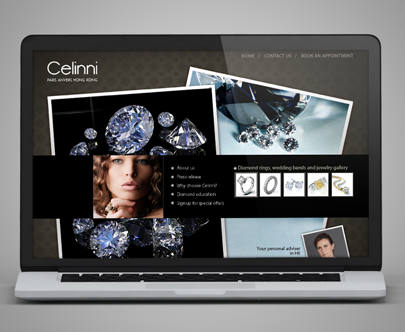 HOME / CONTACT US / BOOK AN APPOINTMENT
Celinni
PARIS ANVERS HONG KONG
About us
Press release
Why choose Celinni?
Diamond education
Signup for special offers
Diamond rings, wedding bands and jewelry gallery
Your personal adviser
in HK